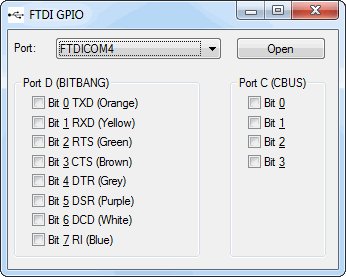 FTDI GPIO
Port: FTDICOM4 Open
Port D (BITBANG)
Bit 0 TXD (Orange)
Bit 1 RXD (Yellow)
Bit 2 RTS (Green)
Bit 3 CTS (Brown)
Bit 4 DTR (Grey)
Bit 5 DSR (Purple)
Bit 6 DCD (White)
Bit 7 RI (Blue)
Port C (CBUS)
Bit 0
Bit 1
Bit 2
Bit 3